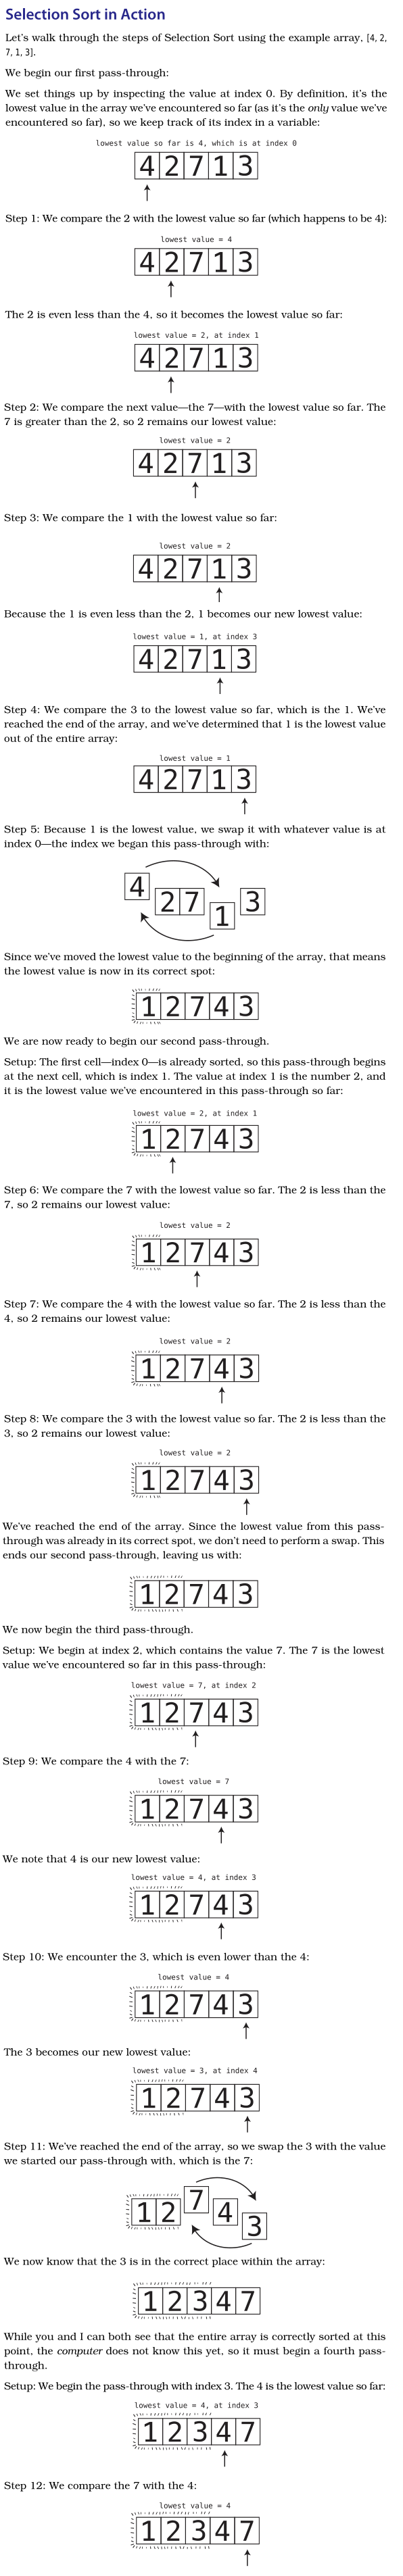 Selection Sort in Action
Let's walk through the steps of Selection Sort using the example array, [4, 2,
7, 1, 3].
We begin our first pass-through:
We set things up by inspecting the value at index 0. By definition, it's the
lowest value in the array we've encountered so far (as it's the only value we've
encountered so far), so we keep track of its index in a variable:
lowest value so far is 4, which is at index 0
4 2 7 1 3
Step 1: We compare the 2 with the lowest value so far (which happens to be 4):
lowest value = 4
4 2 7 1 3
The 2 is even less than the 4, so it becomes the lowest value so far:
lowest value = 2, at index 1
4 2 7 1 3
Step 2: We compare the next value—the 7—with the lowest value so far. The
7 is greater than the 2, so 2 remains our lowest value:
lowest value = 2
4 2 7 1 3
Step 3: We compare the 1 with the lowest value so far:
lowest value = 2
4 2 7 1 3
Because the 1 is even less than the 2, 1 becomes our new lowest value:
lowest value = 1, at index 3
4 2 7 1 3
Step 4: We compare the 3 to the lowest value so far, which is the 1. We've
reached the end of the array, and we've determined that 1 is the lowest value
out of the entire array:
lowest value = 1
4 2 7 1 3
Step 5: Because 1 is the lowest value, we swap it with whatever value is at
index 0—the index we began this pass-through with:
4 2 7 1 3
Since we've moved the lowest value to the beginning of the array, that means
the lowest value is now in its correct spot:
1 2 7 4 3
We are now ready to begin our second pass-through.
Setup: The first cell—index 0—is already sorted, so this pass-through begins
at the next cell, which is index 1. The value at index 1 is the number 2, and
it is the lowest value we've encountered in this pass-through so far:
lowest value = 2, at index 1
1 2 7 4 3
Step 6: We compare the 7 with the lowest value so far. The 2 is less than the
7, so 2 remains our lowest value:
lowest value = 2
1 2 7 4 3
Step 7: We compare the 4 with the lowest value so far. The 2 is less than the
4, so 2 remains our lowest value:
lowest value = 2
1 2 7 4 3
Step 8: We compare the 3 with the lowest value so far. The 2 is less than the
3, so 2 remains our lowest value:
lowest value = 2
1 2 7 4 3
We've reached the end of the array. Since the lowest value from this pass-
through was already in its correct spot, we don't need to perform a swap. This
ends our second pass-through, leaving us with:
1 2 7 4 3
We now begin the third pass-through.
Setup: We begin at index 2, which contains the value 7. The 7 is the lowest
value we've encountered so far in this pass-through:
lowest value = 7, at index 2
1 2 7 4 3
Step 9: We compare the 4 with the 7:
lowest value = 7
1 2 7 4 3
We note that 4 is our new lowest value:
lowest value = 4, at index 3
1 2 7 4 3
Step 10: We encounter the 3, which is even lower than the 4:
lowest value = 4
1 2 7 4 3
The 3 becomes our new lowest value:
lowest value = 3, at index 4
1 2 7 4 3
Step 11: We've reached the end of the array, so we swap the 3 with the value
we started our pass-through with, which is the 7:
1 2 7 4 3
We now know that the 3 is in the correct place within the array:
1 2 3 4 7
While you and I can both see that the entire array is correctly sorted at this
point, the computer does not know this yet, so it must begin a fourth pass-
through.
Setup: We begin the pass-through with index 3. The 4 is the lowest value so far:
lowest value = 4, at index 3
1 2 3 4 7
Step 12: We compare the 7 with the 4:
lowest value = 4
1 2 3 4 7